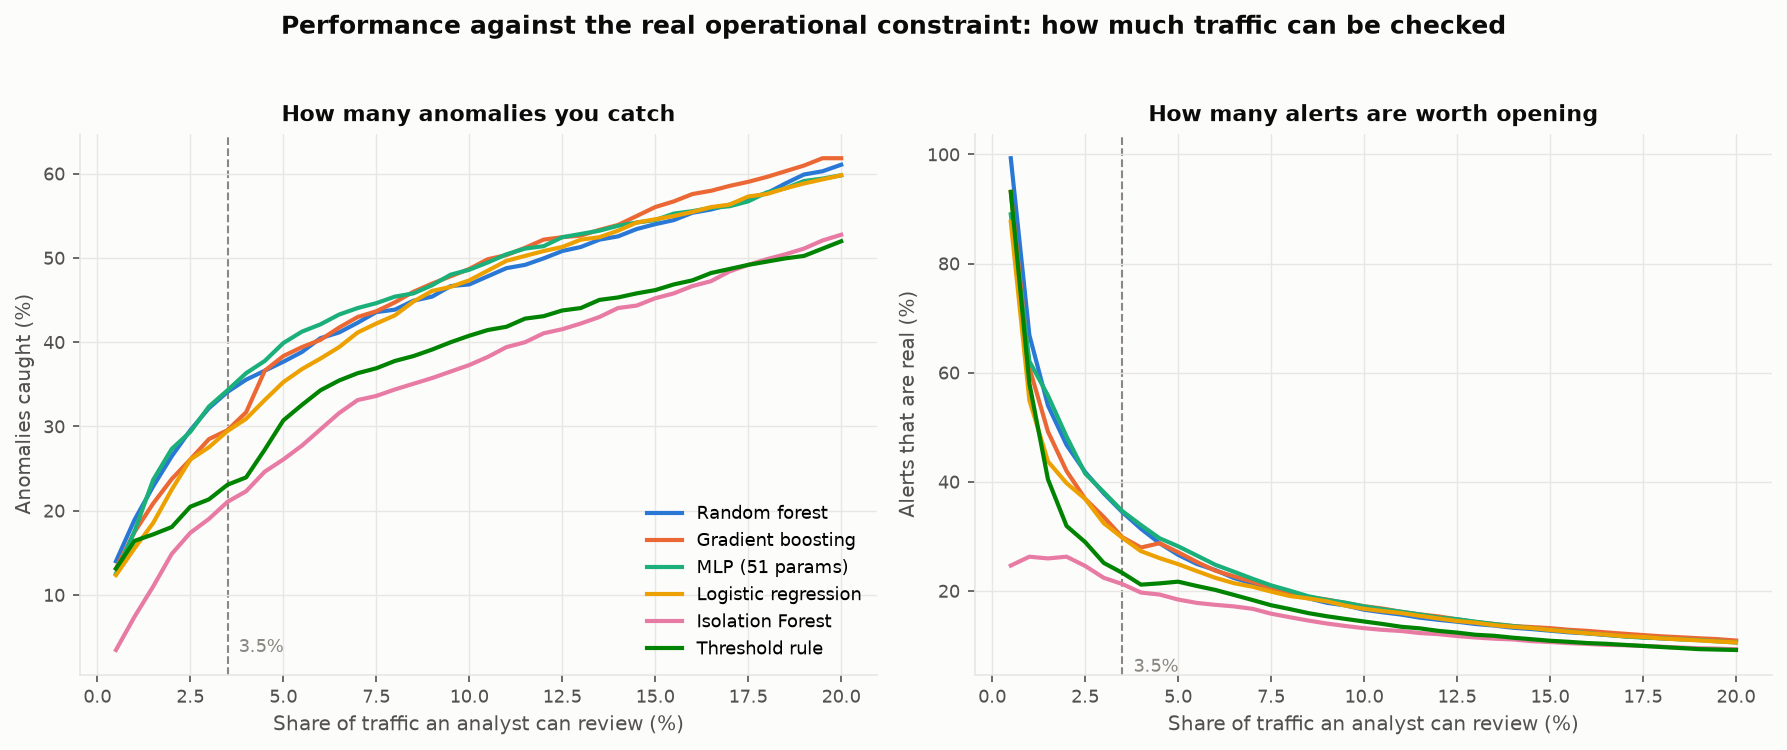 Performance against the real operational constraint: how much traffic can be checked
How many anomalies you catch
Anomalies caught (%)
60
50
40
30
20
10
3.5%
Random forest
Gradient boosting
MLP (51 params)
Logistic regression
Isolation Forest
Threshold rule
0.0 2.5 5.0 7.5 10.0 12.5 15.0 17.5 20.0
Share of traffic an analyst can review (%)
How many alerts are worth opening
Alerts that are real (%)
100
80
60
40
20
3.5%
0.0 2.5 5.0 7.5 10.0 12.5 15.0 17.5 20.0
Share of traffic an analyst can review (%)